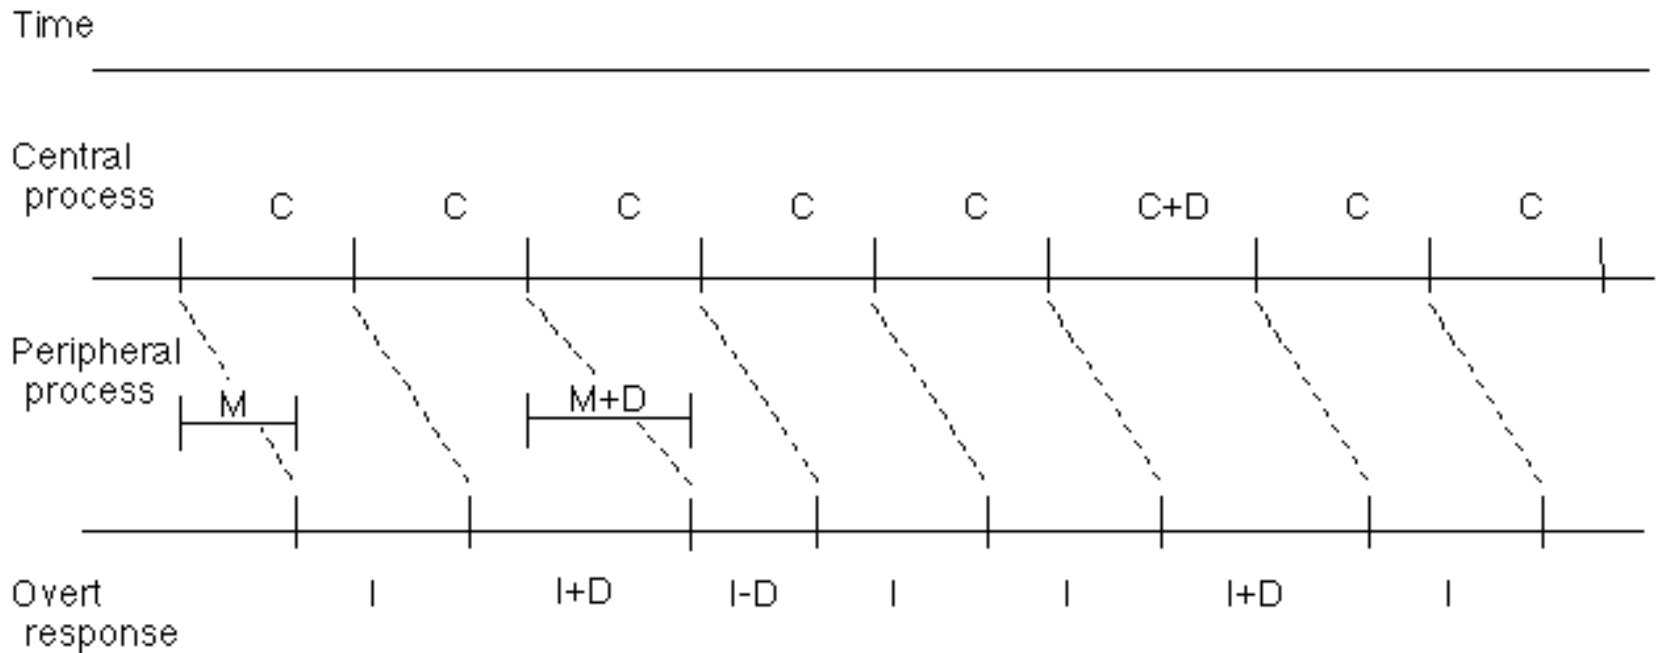 Time
Central
process
C C C C C C+D C C
Peripheral
process
M M+D
Overt
response
I I+D I-D I I I+D I